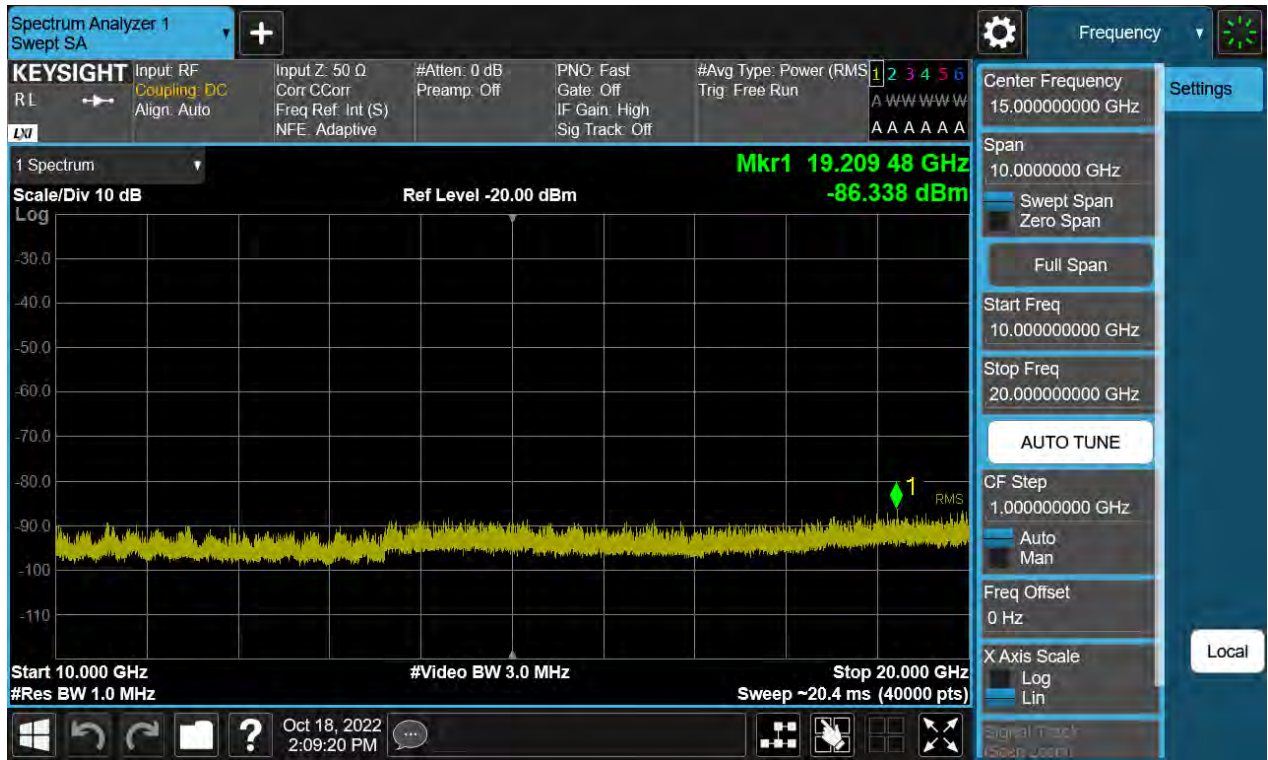 Spectrum Analyzer 1
Swept SA
+
Frequency
KEYSIGHT
RL
LXI
Input: RF
Coupling: DC
Align: Auto
Input Z: 50 Ω
Corr CCorr
Freq Ref: Int (S)
NFE: Adaptive
#Atten: 0 dB
Preamp: Off
PNO: Fast
Gate: Off
IF Gain: High
Sig Track: Off
#Avg Type: Power (RMS
Trig: Free Run
1 2 3 4 5 6
A W W W W W
A A A A A A
1 Spectrum
Scale/Div 10 dB
Ref Level -20.00 dBm
Mkr1 19.209 48 GHz
-86.338 dBm
Log
-30.0
-40.0
-50.0
-60.0
-70.0
-80.0
-90.0
-100
-110
1
RMS
Start 10.000 GHz
#Video BW 3.0 MHz
Stop 20.000 GHz
#Res BW 1.0 MHz
Sweep ~20.4 ms (40000 pts)
?
Oct 18, 2022
2:09:20 PM
Center Frequency
15.000000000 GHz
Settings
Span
10.0000000 GHz
Swept Span
Zero Span
Full Span
Start Freq
10.000000000 GHz
Stop Freq
20.000000000 GHz
AUTO TUNE
CF Step
1.000000000 GHz
Auto
Man
Freq Offset
0 Hz
X Axis Scale
Log
Lin
Local
Signal Track
(Span Zoom)